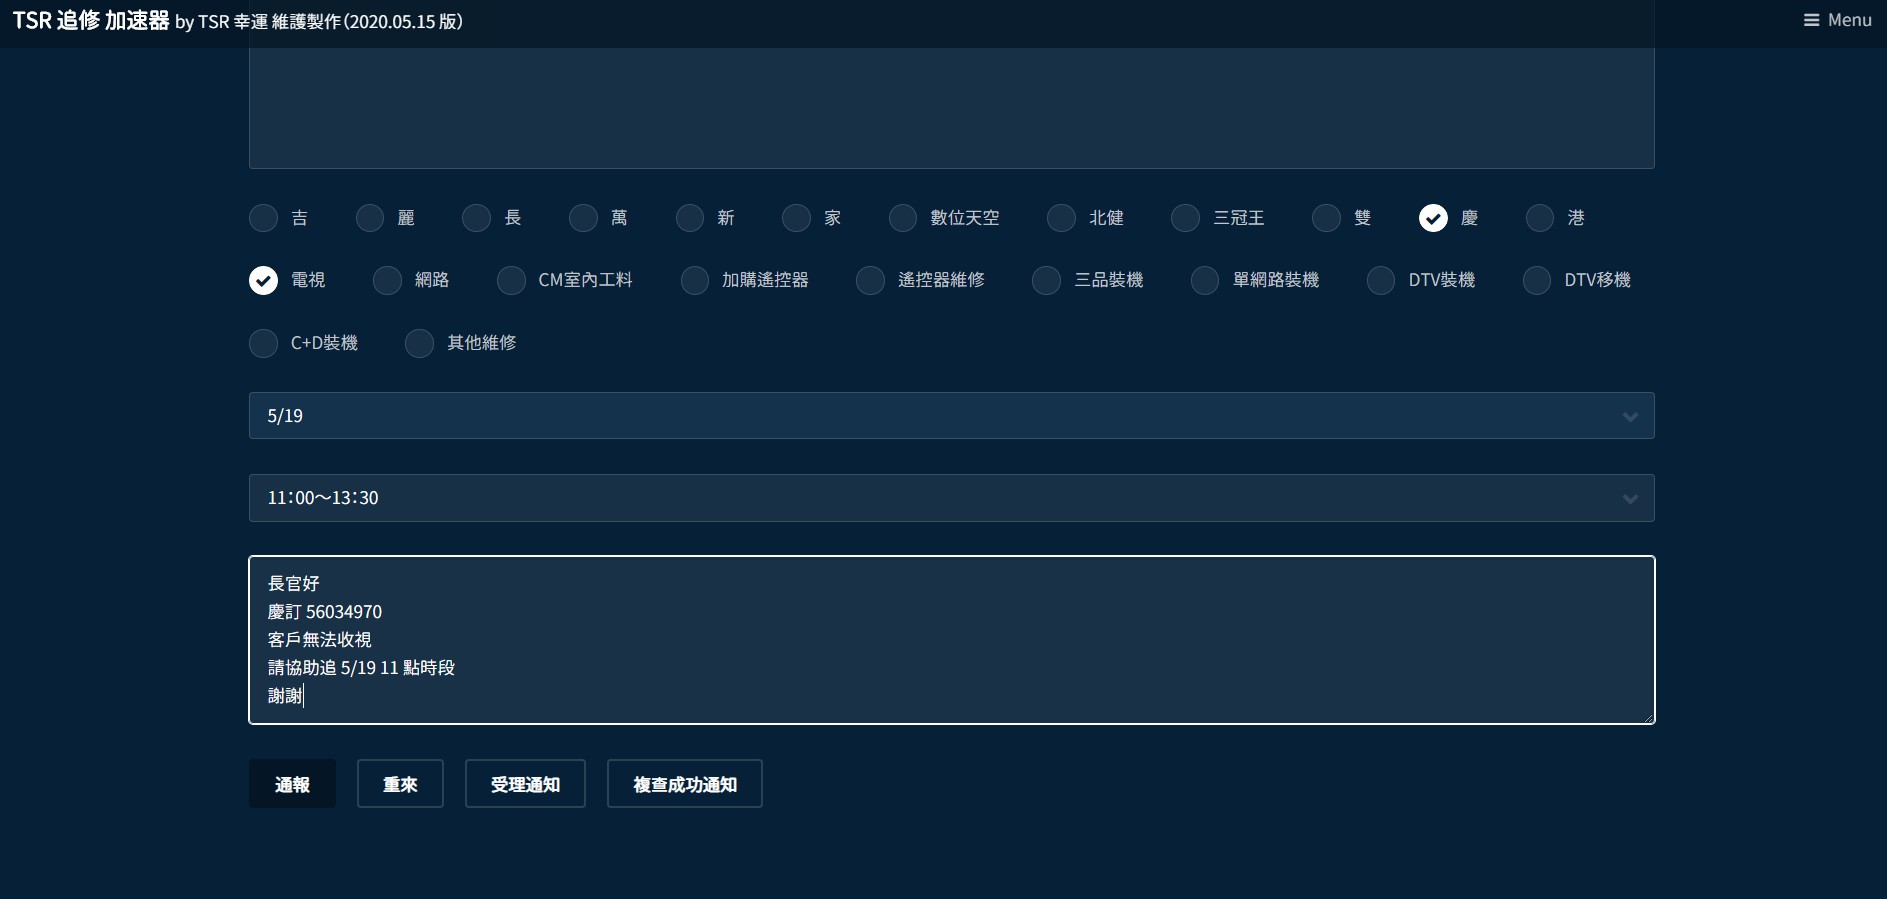 TSR 追修 加速器 by TSR 幸運 維護製作（2020.05.15 版）
Menu
吉 麗 長 萬 新 家 數位天空 北健 三冠王 雙 慶 港
電視 網路 CM室內工料 加購遙控器 遙控器維修 三品裝機 單網路裝機 DTV裝機 DTV移機
C+D裝機 其他維修
5/19
11：00～13：30
長官好
慶訂 56034970
客戶無法收視
請協助追 5/19 11 點時段
謝謝
通報 重來 受理通知 複查成功通知